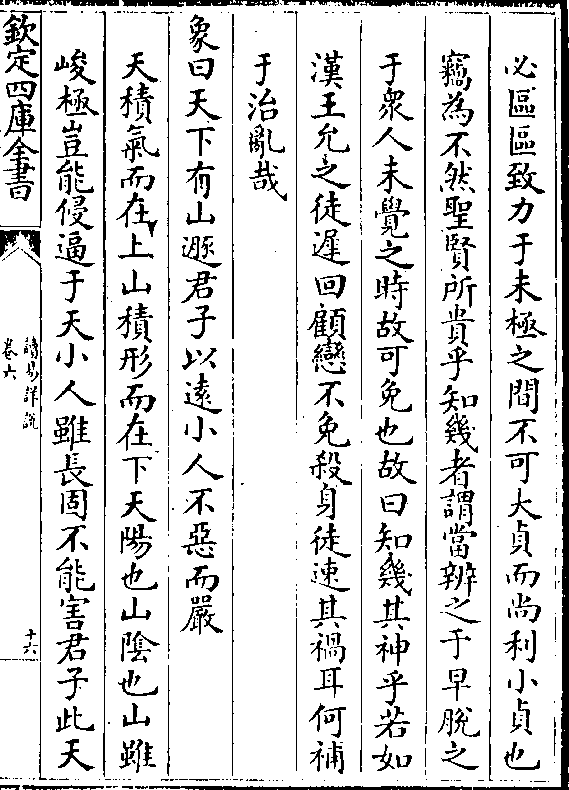 必區區致力于未極之間不可大貞而尚利小貞也
竊為不然聖賢所貴乎知幾者謂當辨之于早脫之
于衆人未覺之時故可免也故曰知幾其神乎若如
漢王允之徒遲回顧戀不免殺身徒速其禍耳何補
于治亂哉
象曰天下有山遯君子以遠小人不惡而嚴
天積氣而在上山積形而在下天陽也山陰也山雖
峻極豈能侵逼于天小人雖長固不能害君子此天
欽定四庫全書
讀易詳說
卷六
十六